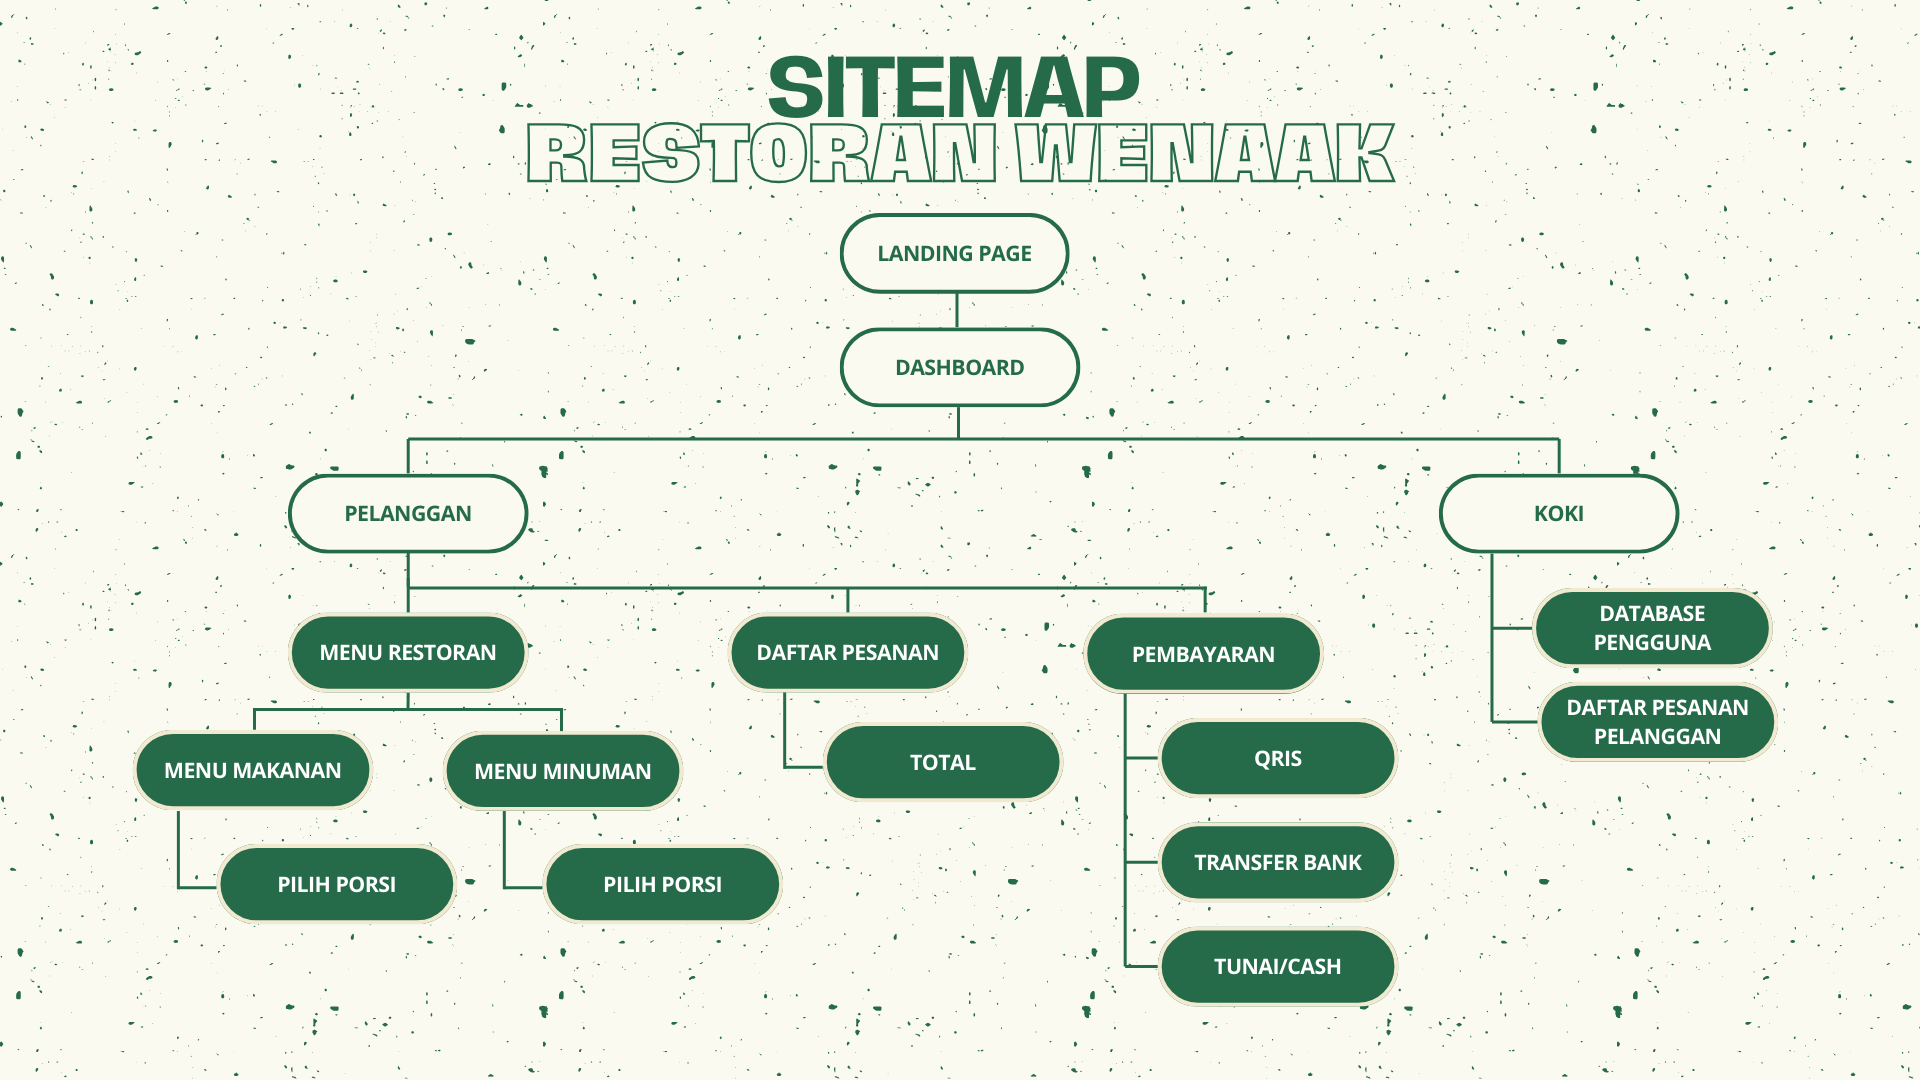 SITEMAP
RESTORAN WENAAK
LANDING PAGE
DASHBOARD
PELANGGAN
KOKI
MENU RESTORAN
DAFTAR PESANAN
PEMBAYARAN
DATABASE
PENGGUNA
DAFTAR PESANAN
PELANGGAN
MENU MAKANAN
MENU MINUMAN
TOTAL
QRIS
PILIH PORSI
PILIH PORSI
TRANSFER BANK
TUNAI/CASH